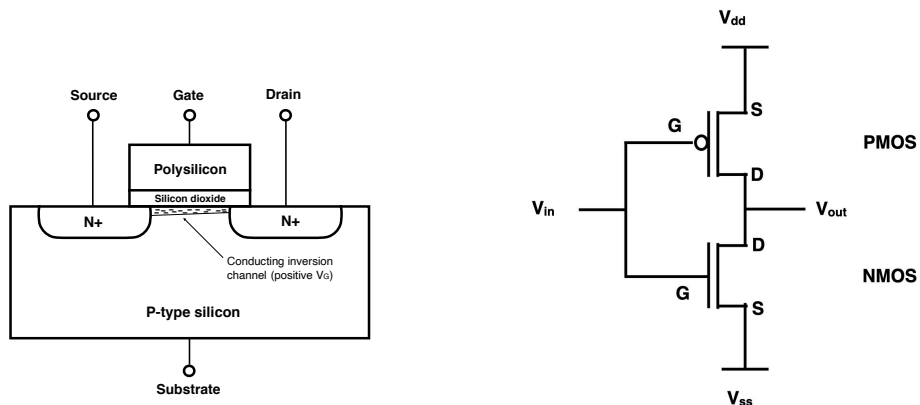 Source
Gate
Drain
Polysilicon
Silicon dioxide
N+
N+
Conducting inversion
channel (positive VG)
P-type silicon
Substrate
Vdd
S
G
PMOS
D
Vin
Vout
D
NMOS
G
S
Vss